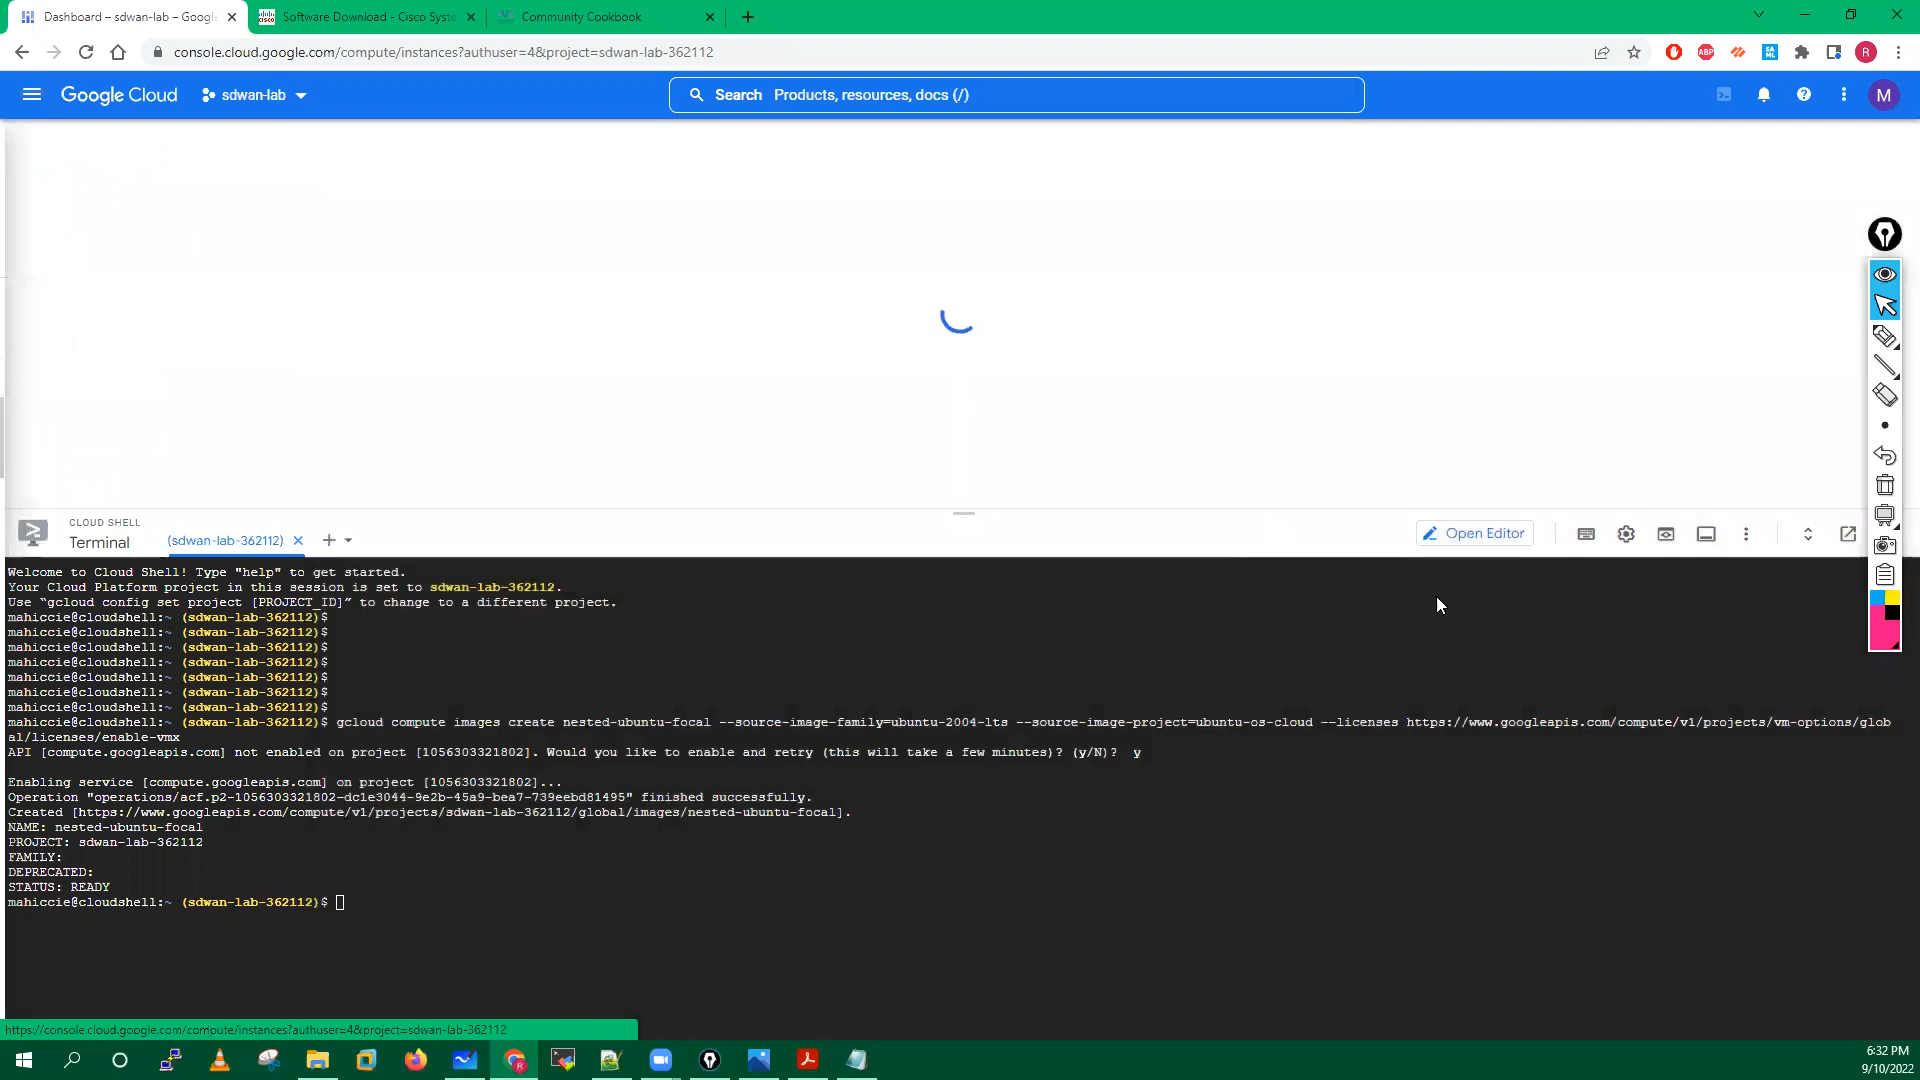 Dashboard – sdwan-lab – Googl
Software Download - Cisco Syste
Community Cookbook
console.cloud.google.com/compute/instances?authuser=4&project=sdwan-lab-362112
ABP
R
Google Cloud
sdwan-lab
Search Products, resources, docs (/)
M
CLOUD SHELL
Terminal
(sdwan-lab-362112)
Open Editor
Welcome to Cloud Shell! Type "help" to get started.
Your Cloud Platform project in this session is set to sdwan-lab-362112.
Use “gcloud config set project [PROJECT_ID]” to change to a different project.
mahiccie@cloudshell:~ (sdwan-lab-362112)$
mahiccie@cloudshell:~ (sdwan-lab-362112)$
mahiccie@cloudshell:~ (sdwan-lab-362112)$
mahiccie@cloudshell:~ (sdwan-lab-362112)$
mahiccie@cloudshell:~ (sdwan-lab-362112)$
mahiccie@cloudshell:~ (sdwan-lab-362112)$
mahiccie@cloudshell:~ (sdwan-lab-362112)$
mahiccie@cloudshell:~ (sdwan-lab-362112)$ gcloud compute images create nested-ubuntu-focal --source-image-family=ubuntu-2004-lts --source-image-project=ubuntu-os-cloud --licenses https://www.googleapis.com/compute/v1/projects/vm-options/glob
al/licenses/enable-vmx
API [compute.googleapis.com] not enabled on project [1056303321802]. Would you like to enable and retry (this will take a few minutes)? (y/N)? y
Enabling service [compute.googleapis.com] on project [1056303321802]...
Operation "operations/acf.p2-1056303321802-dc1e3044-9e2b-45a9-bea7-739eebd81495" finished successfully.
Created [https://www.googleapis.com/compute/v1/projects/sdwan-lab-362112/global/images/nested-ubuntu-focal].
NAME: nested-ubuntu-focal
PROJECT: sdwan-lab-362112
FAMILY:
DEPRECATED:
STATUS: READY
mahiccie@cloudshell:~ (sdwan-lab-362112)$
https://console.cloud.google.com/compute/instances?authuser=4&project=sdwan-lab-362112
6:32 PM
9/10/2022